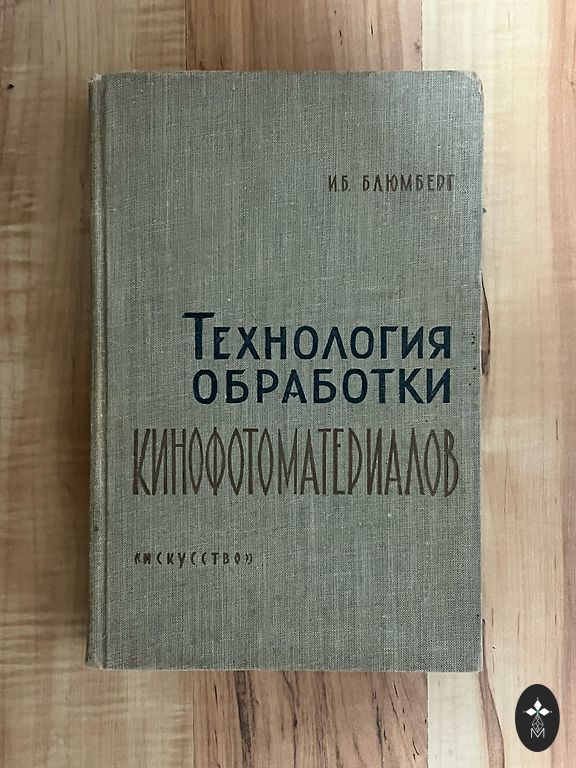 И.Б. БЛЮМБЕРГ
ТЕХНОЛОГИЯ
ОБРАБОТКИ
КИНОФОТОМАТЕРИАЛОВ
«ИСКУССТВО»
M